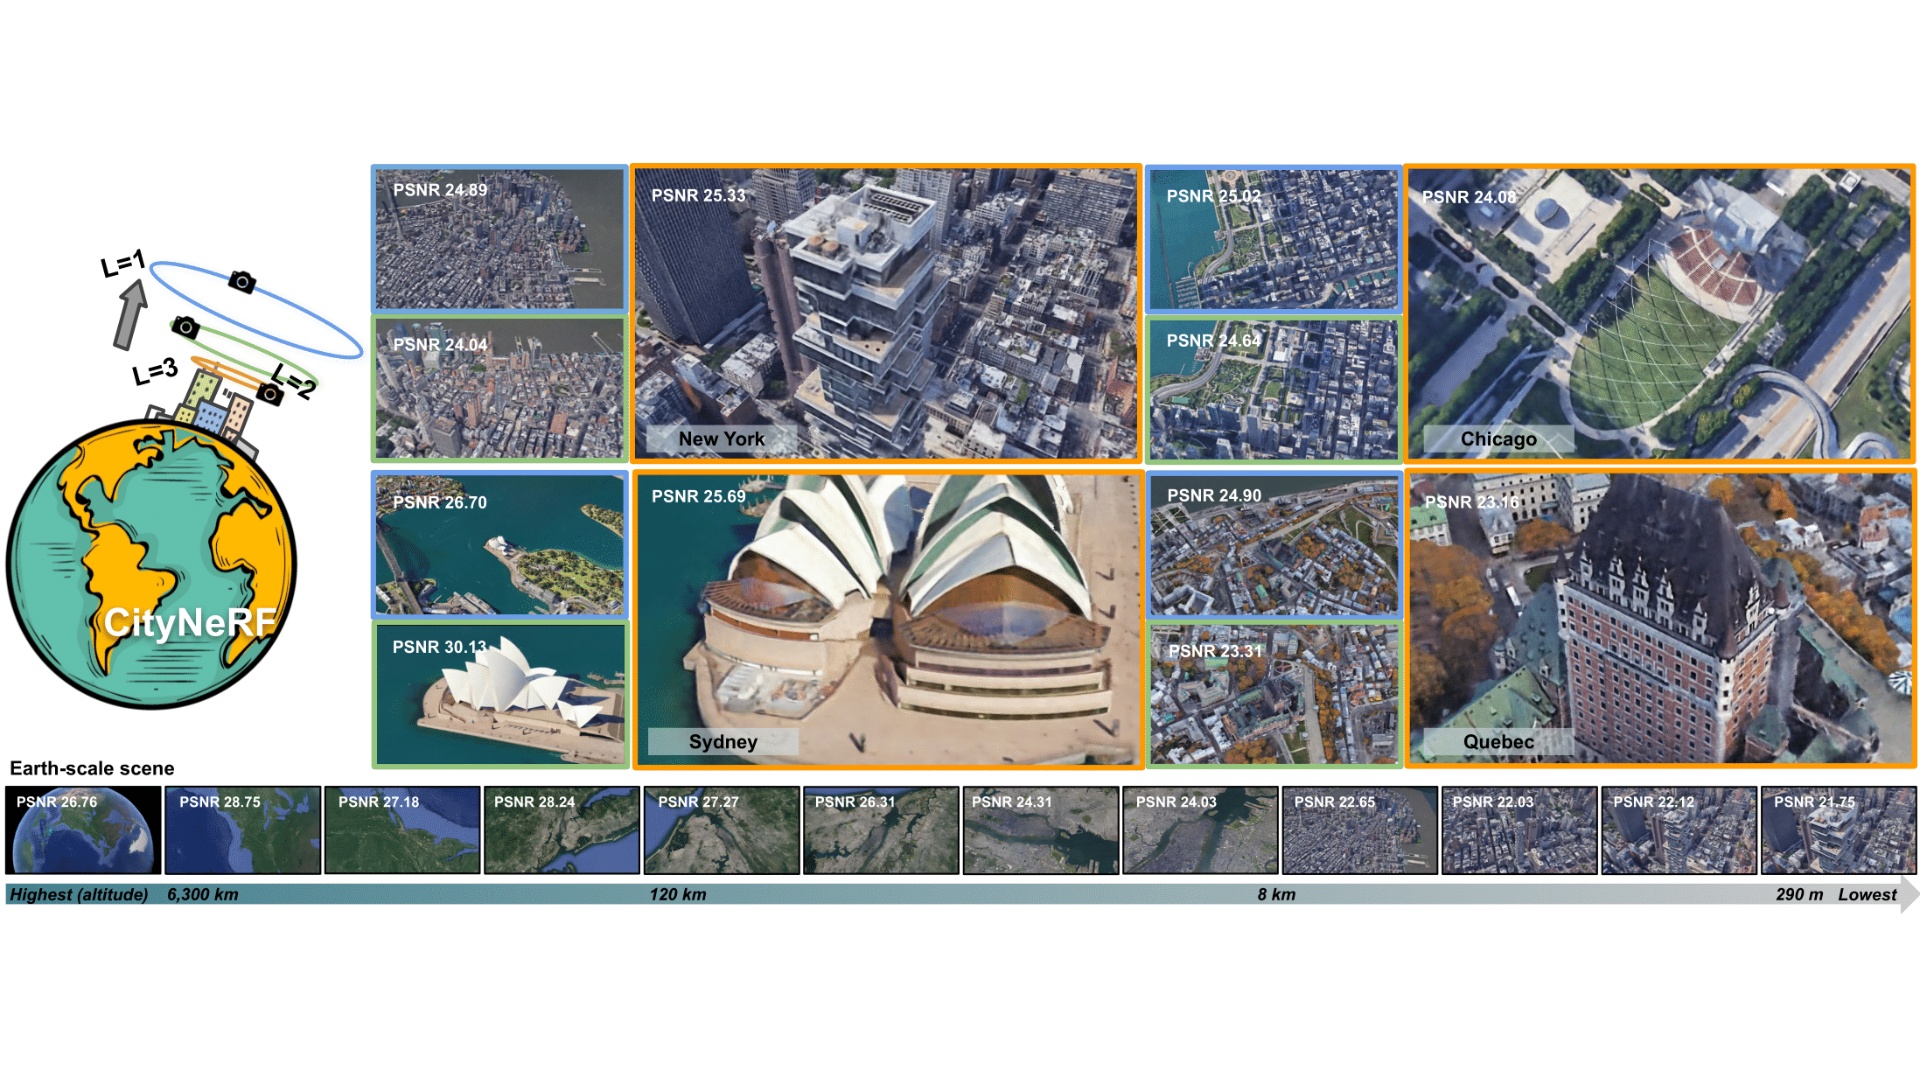 L=1
L=3
L=2
CityNeRF
PSNR 24.89
PSNR 25.33
PSNR 25.02
PSNR 24.08
PSNR 24.04
PSNR 24.64
New York
Chicago
PSNR 26.70
PSNR 25.69
PSNR 24.90
PSNR 23.16
PSNR 30.13
PSNR 23.31
Sydney
Quebec
Earth-scale scene
PSNR 26.76
PSNR 28.75
PSNR 27.18
PSNR 28.24
PSNR 27.27
PSNR 26.31
PSNR 24.31
PSNR 24.03
PSNR 22.65
PSNR 22.03
PSNR 22.12
PSNR 21.75
Highest (altitude) 6,300 km 120 km 8 km 290 m Lowest